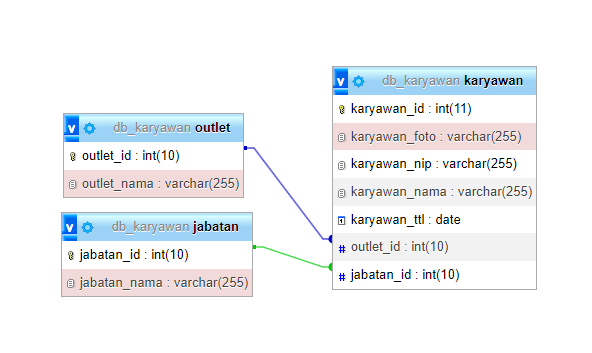 db_karyawan outlet
outlet_id : int(10)
outlet_nama : varchar(255)
db_karyawan jabatan
jabatan_id : int(10)
jabatan_nama : varchar(255)
db_karyawan karyawan
karyawan_id : int(11)
karyawan_foto : varchar(255)
karyawan_nip : varchar(255)
karyawan_nama : varchar(255)
karyawan_ttl : date
# outlet_id : int(10)
# jabatan_id : int(10)